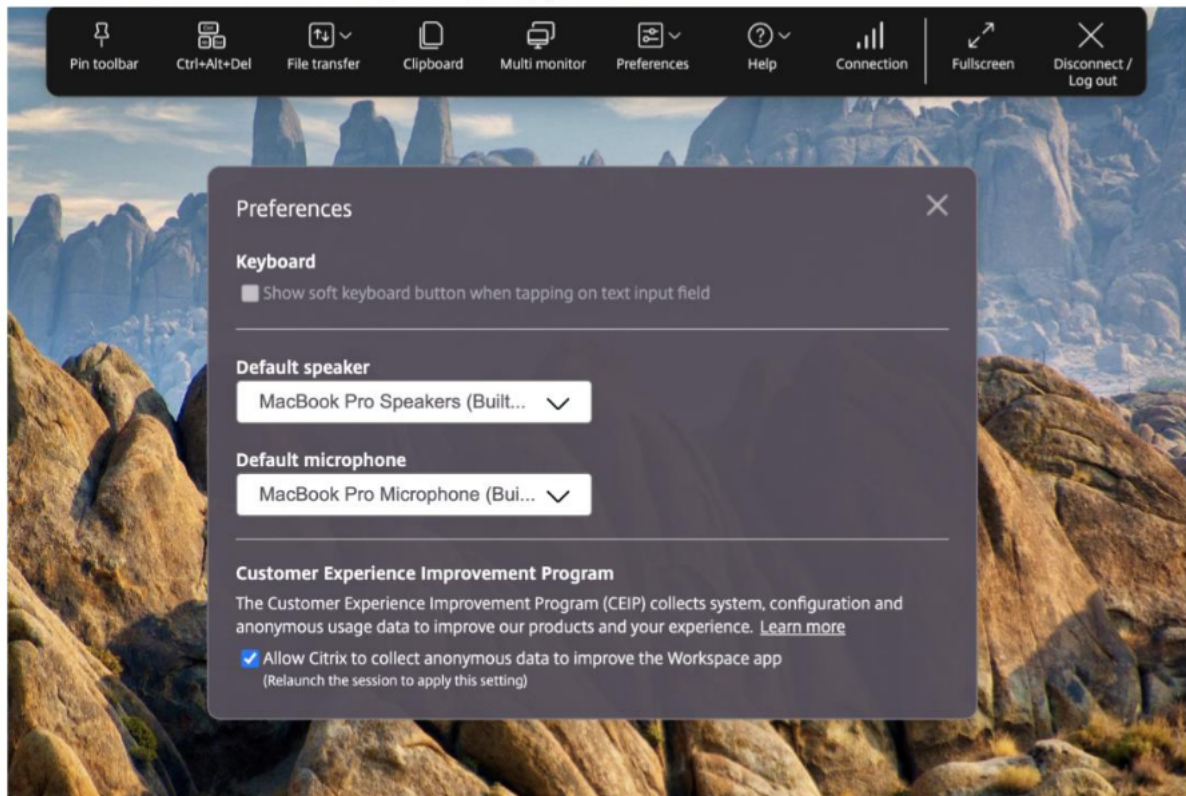 Pin toolbar
Ctrl+Alt+Del
File transfer
Clipboard
Multi monitor
Preferences
Help
Connection
Fullscreen
Disconnect /
Log out
Preferences
Keyboard
Show soft keyboard button when tapping on text input field
Default speaker
MacBook Pro Speakers (Built...
Default microphone
MacBook Pro Microphone (Bui...
Customer Experience Improvement Program
The Customer Experience Improvement Program (CEIP) collects system, configuration and
anonymous usage data to improve our products and your experience. Learn more
Allow Citrix to collect anonymous data to improve the Workspace app
(Relaunch the session to apply this setting)